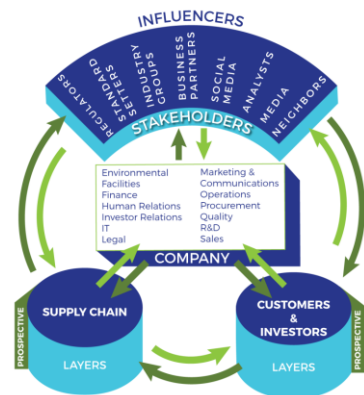 INFLUENCERS
REGULATORS
STANDARD
SETTERS
INDUSTRY
GROUPS
BUSINESS
PARTNERS
SOCIAL
MEDIA
ANALYSTS
MEDIA
NEIGHBORS
STAKEHOLDERS
Environmental
Facilities
Finance
Human Relations
Investor Relations
IT
Legal
Marketing &
Communications
Operations
Procurement
Quality
R&D
Sales
COMPANY
SUPPLY CHAIN
LAYERS
PROSPECTIVE
CUSTOMERS
&
INVESTORS
LAYERS
PROSPECTIVE